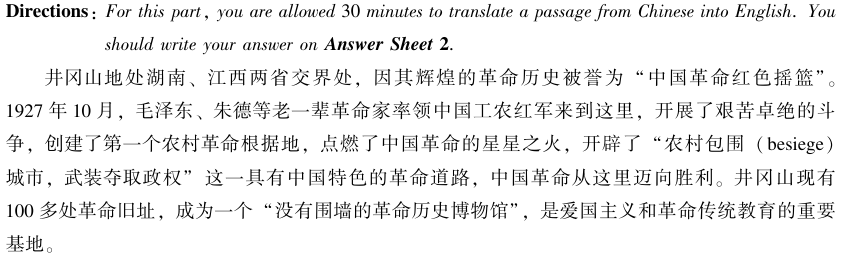 Directions: For this part, you are allowed 30 minutes to translate a passage from Chinese into English. You
should write your answer on Answer Sheet 2.
井冈山地处湖南、江西两省交界处，因其辉煌的革命历史被誉为“中国革命红色摇篮”。
1927 年 10 月，毛泽东、朱德等老一辈革命家率领中国工农红军来到这里，开展了艰苦卓绝的斗
争，创建了第一个农村革命根据地，点燃了中国革命的星星之火，开辟了“农村包围（besiege）
城市，武装夺取政权”这一具有中国特色的革命道路，中国革命从这里迈向胜利。井冈山现有
100 多处革命旧址，成为一个“没有围墙的革命历史博物馆”，是爱国主义和革命传统教育的重要
基地。